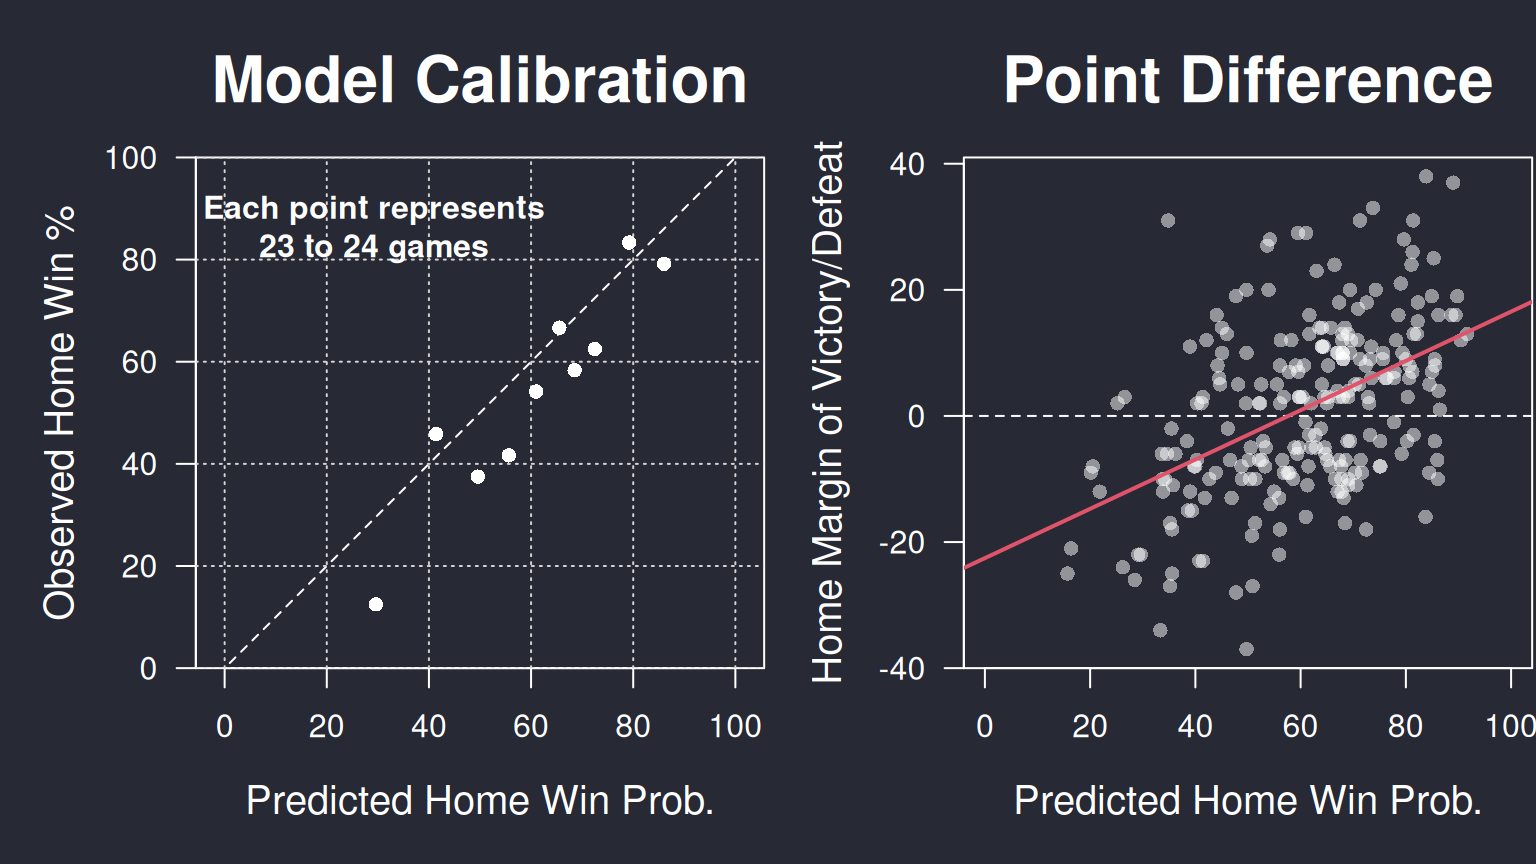 Model Calibration
Each point represents
23 to 24 games
Observed Home Win %
100
80
60
40
20
0
0 20 40 60 80 100
Predicted Home Win Prob.
Point Difference
Home Margin of Victory/Defeat
40
20
0
-20
-40
0 20 40 60 80 100
Predicted Home Win Prob.